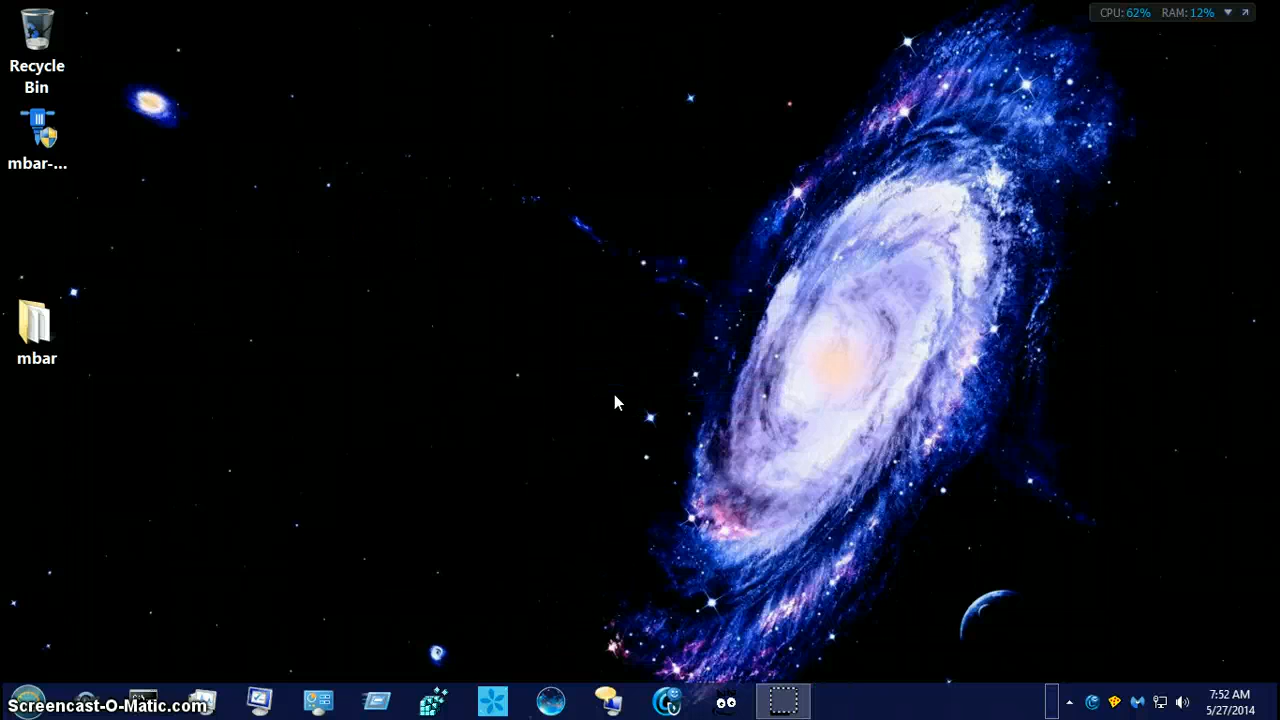 CPU: 62% RAM: 12%
Recycle
Bin
mbar-...
mbar
Screencast-O-Matic.com
7:52 AM
5/27/2014